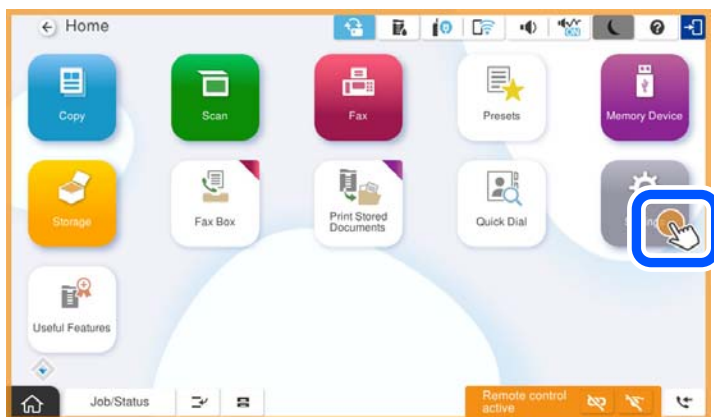 Home
ON
Copy
Scan
Fax
Presets
Memory Device
Storage
Fax Box
Print Stored
Documents
Quick Dial
Useful Features
Job/Status
Remote control
active